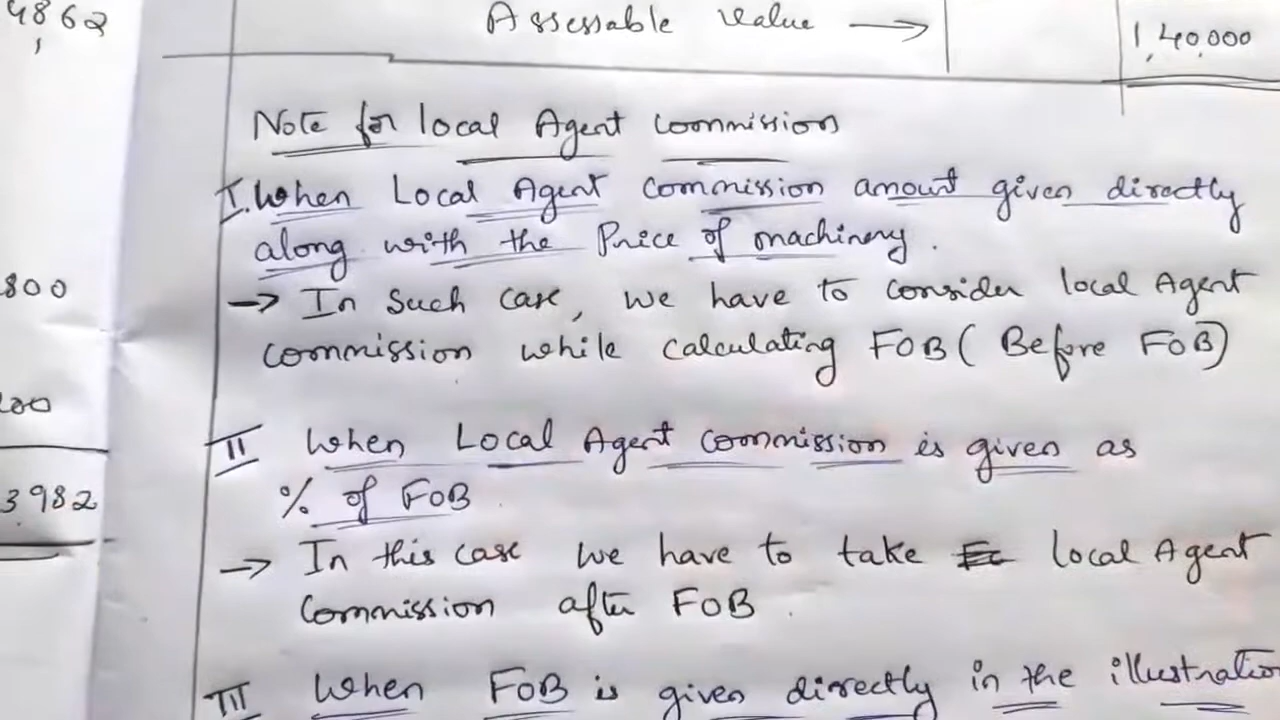 4862
Assessable value →
1,40,000
Note for local Agent commission
I. When Local Agent commission amount given directly
along with the Price of machinery.
→ In Such case, we have to consider local Agent
commission while calculating FOB (Before FOB)
800
II When Local Agent commission is given as
% of FOB
3982
→ In this case we have to take local Agent
Commission after FOB.
III When FOB is given directly in the illustration